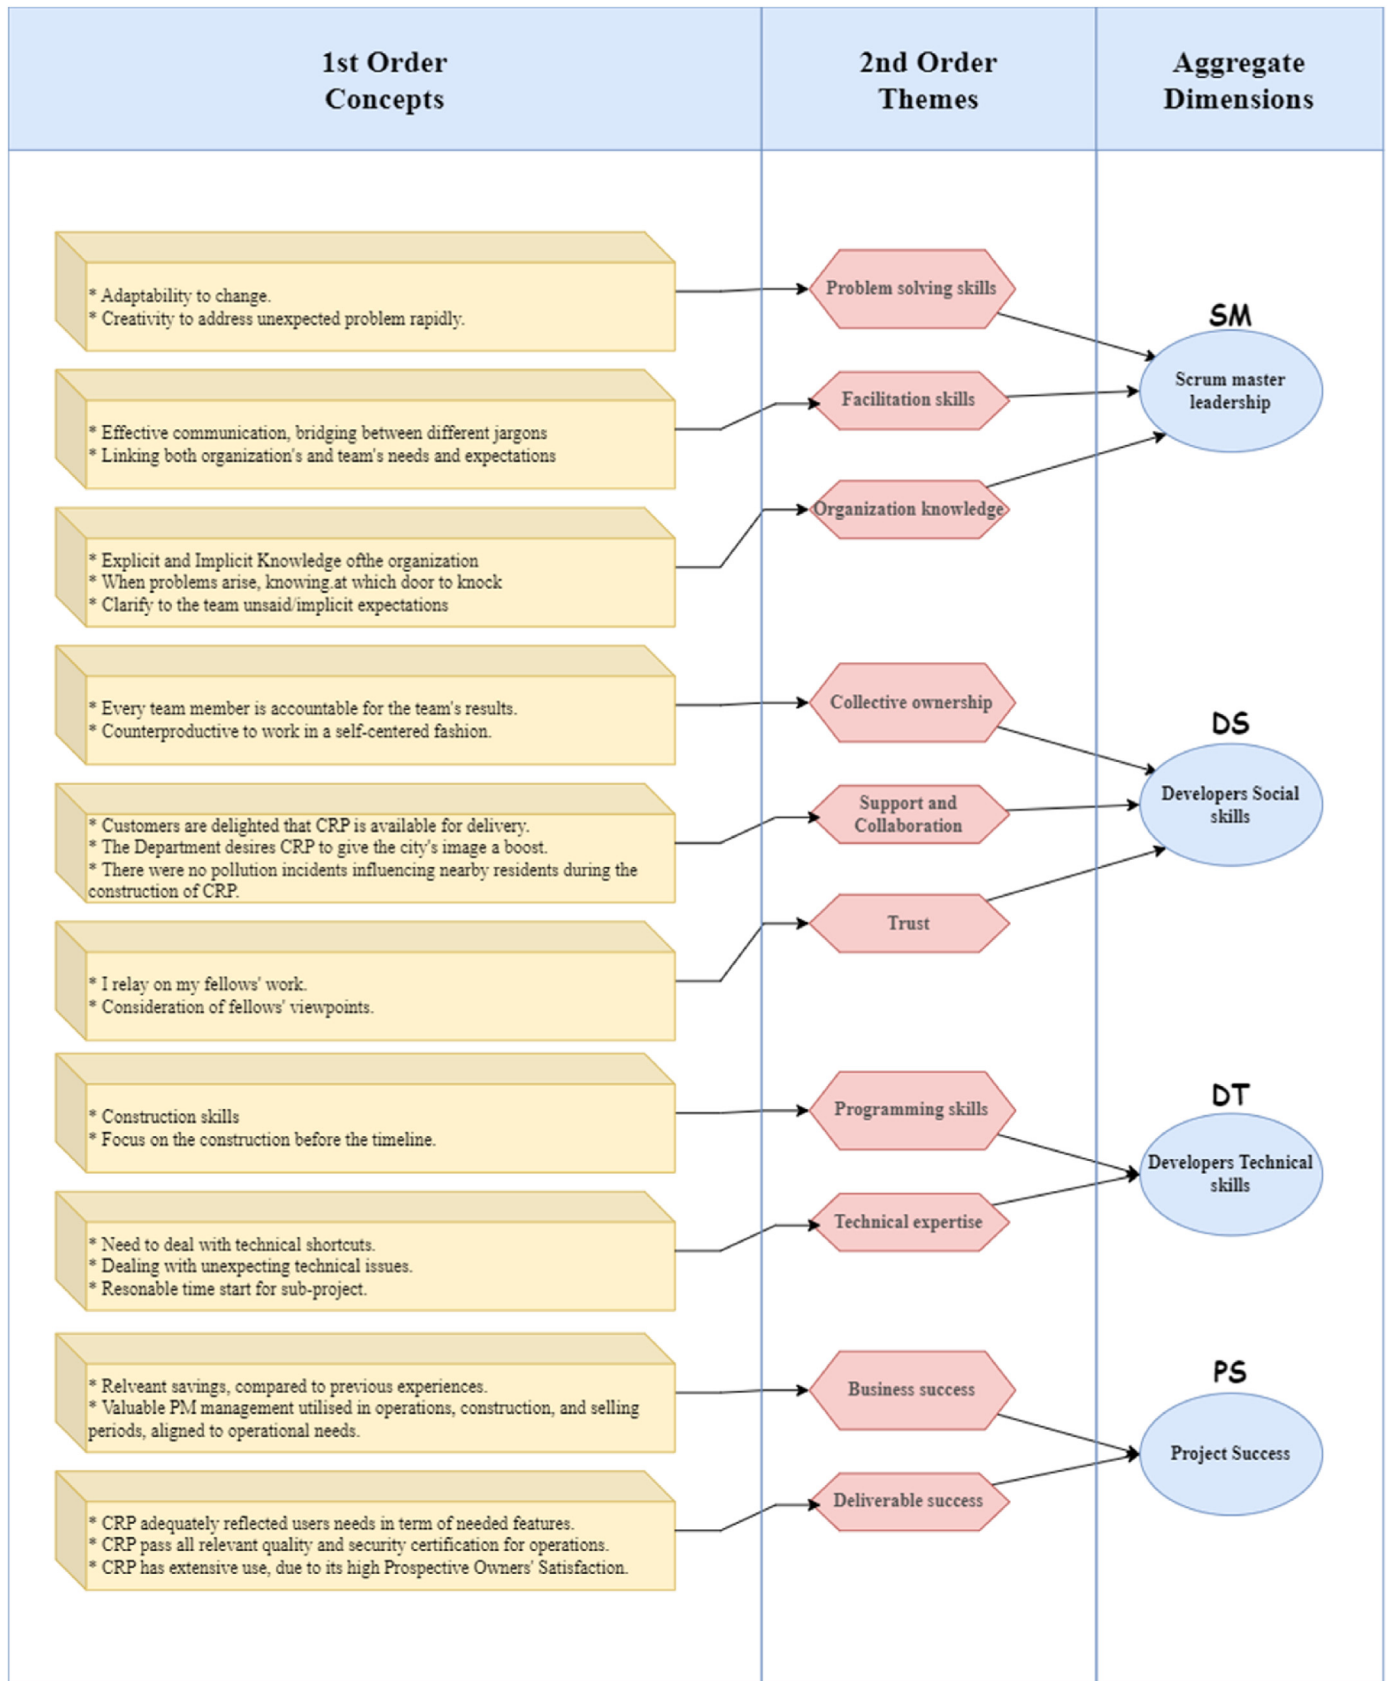 1st Order
Concepts
2nd Order
Themes
Aggregate
Dimensions
* Adaptability to change.
* Creativity to address unexpected problem rapidly.
Problem solving skills
SM
Scrum master
leadership
* Effective communication, bridging between different jargons
* Linking both organization's and team's needs and expectations
Facilitation skills
* Explicit and Implicit Knowledge ofthe organization
* When problems arise, knowing.at which door to knock
* Clarify to the team unsaid/implicit expectations
Organization knowledge
* Every team member is accountable for the team's results.
* Counterproductive to work in a self-centered fashion.
Collective ownership
DS
Developers Social
skills
* Customers are delighted that CRP is available for delivery.
* The Department desires CRP to give the city's image a boost.
* There were no pollution incidents influencing nearby residents during the
construction of CRP.
Support and
Collaboration
* I relay on my fellows' work.
* Consideration of fellows' viewpoints.
Trust
* Construction skills
* Focus on the construction before the timeline.
Programming skills
DT
Developers Technical
skills
* Need to deal with technical shortcuts.
* Dealing with unexpecting technical issues.
* Resonable time start for sub-project.
Technical expertise
* Relveant savings, compared to previous experiences.
* Valuable PM management utilised in operations, construction, and selling
periods, aligned to operational needs.
Business success
PS
Project Success
* CRP adequately reflected users needs in term of needed features.
* CRP pass all relevant quality and security certification for operations.
* CRP has extensive use, due to its high Prospective Owners' Satisfaction.
Deliverable success